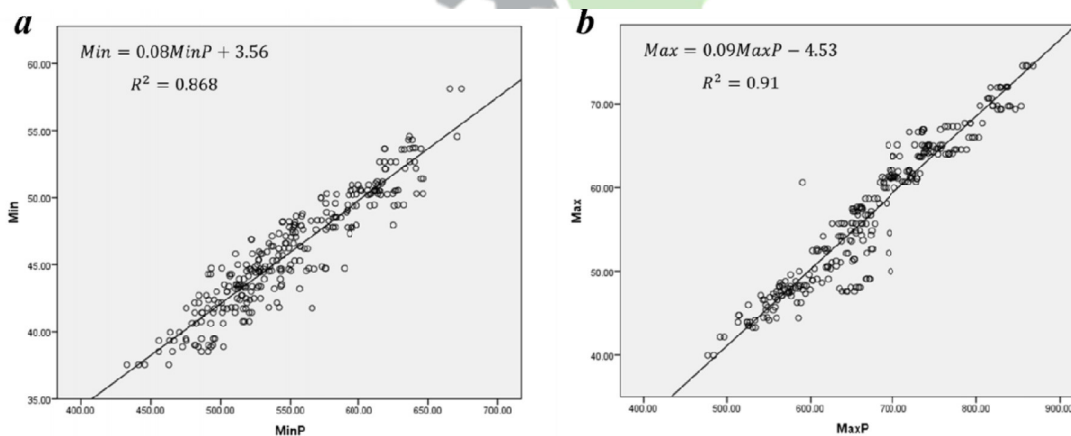 a
Min = 0.08MinP + 3.56
R² = 0.868
60.00
55.00
50.00
45.00
40.00
35.00
Min
400.00 450.00 500.00 550.00 600.00 650.00 700.00
MinP
b
Max = 0.09MaxP − 4.53
R² = 0.91
70.00
60.00
50.00
40.00
Max
400.00 500.00 600.00 700.00 800.00 900.00
MaxP